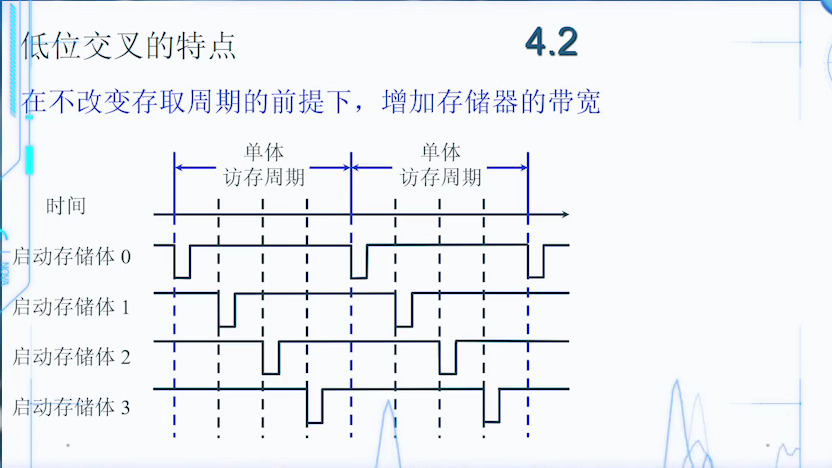 低位交叉的特点
4.2
在不改变存取周期的前提下，增加存储器的带宽
单体 单体
访存周期 访存周期
时间
启动存储体 0
启动存储体 1
启动存储体 2
启动存储体 3